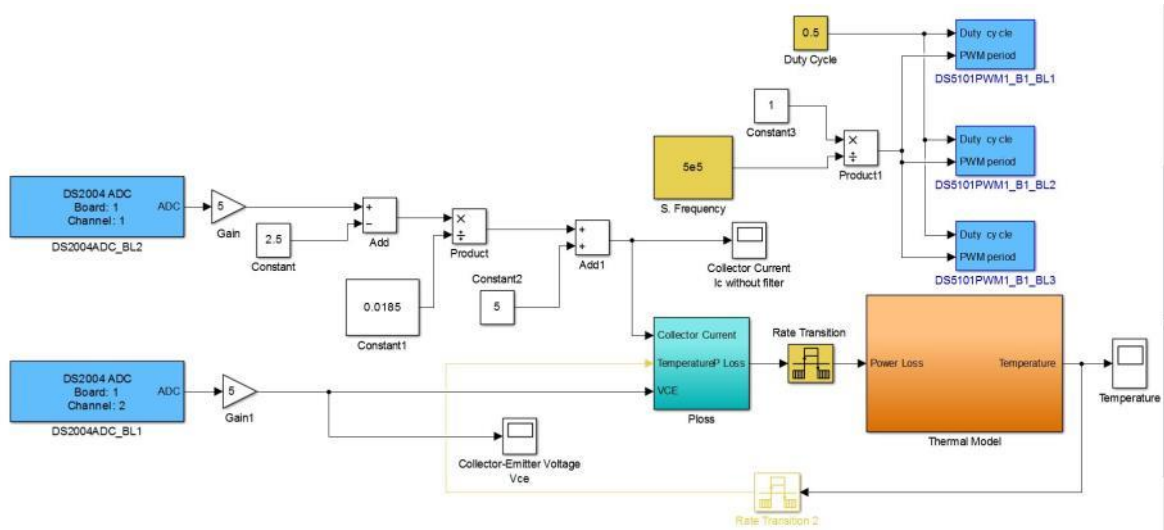 0.5
Duty Cycle
Duty cycle
PWM period
DS5101PWM1_B1_BL1
1
Constant3
5e5
S. Frequency
×
÷
Product1
Duty cycle
PWM period
DS5101PWM1_B1_BL2
Duty cycle
PWM period
DS5101PWM1_B1_BL3
DS2004 ADC
Board: 1
Channel: 1
ADC
DS2004ADC_BL2
5
Gain
2.5
Constant
+
−
Add
×
÷
Product
0.0185
Constant1
Constant2
5
+
+
Add1
Collector Current
Ic without filter
DS2004 ADC
Board: 1
Channel: 2
ADC
DS2004ADC_BL1
5
Gain1
Collector-Emitter Voltage
Vce
Collector Current
TemperatureP Loss
VCE
Ploss
Rate Transition
Power Loss
Temperature
Thermal Model
Temperature
Rate Transition 2